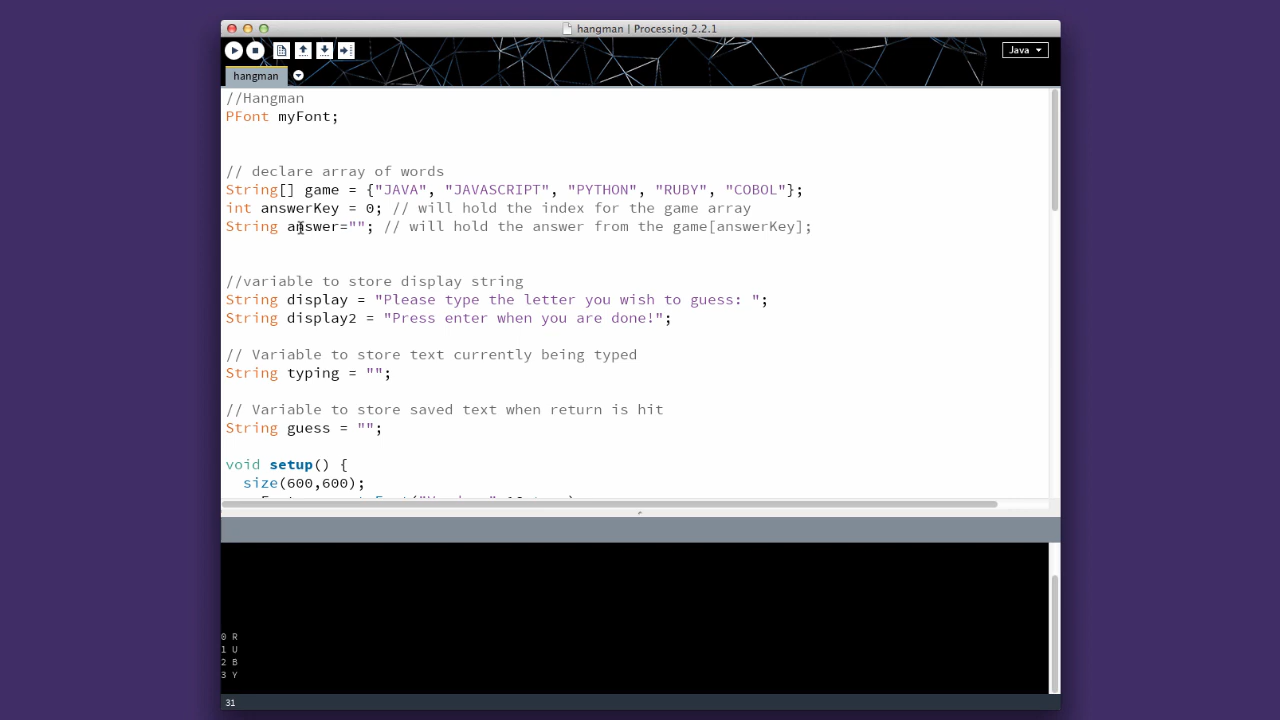 hangman | Processing 2.2.1
Java
hangman
//Hangman
PFont myFont;
// declare array of words
String[] game = {"JAVA", "JAVASCRIPT", "PYTHON", "RUBY", "COBOL"};
int answerKey = 0; // will hold the index for the game array
String answer=""; // will hold the answer from the game[answerKey];
//variable to store display string
String display = "Please type the letter you wish to guess: ";
String display2 = "Press enter when you are done!";
// Variable to store text currently being typed
String typing = "";
// Variable to store saved text when return is hit
String guess = "";
void setup() {
size(600,600);
0 R
1 U
2 B
3 Y
31